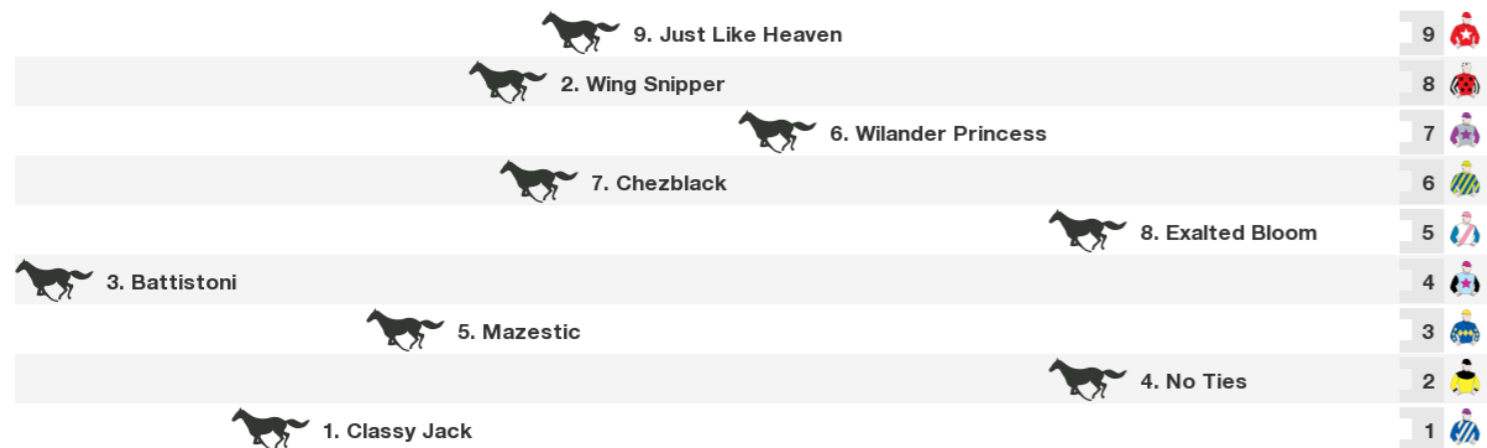 9. Just Like Heaven 9
2. Wing Snipper 8
6. Wilander Princess 7
7. Chezblack 6
8. Exalted Bloom 5
3. Battistoni 4
5. Mazestic 3
4. No Ties 2
1. Classy Jack 1